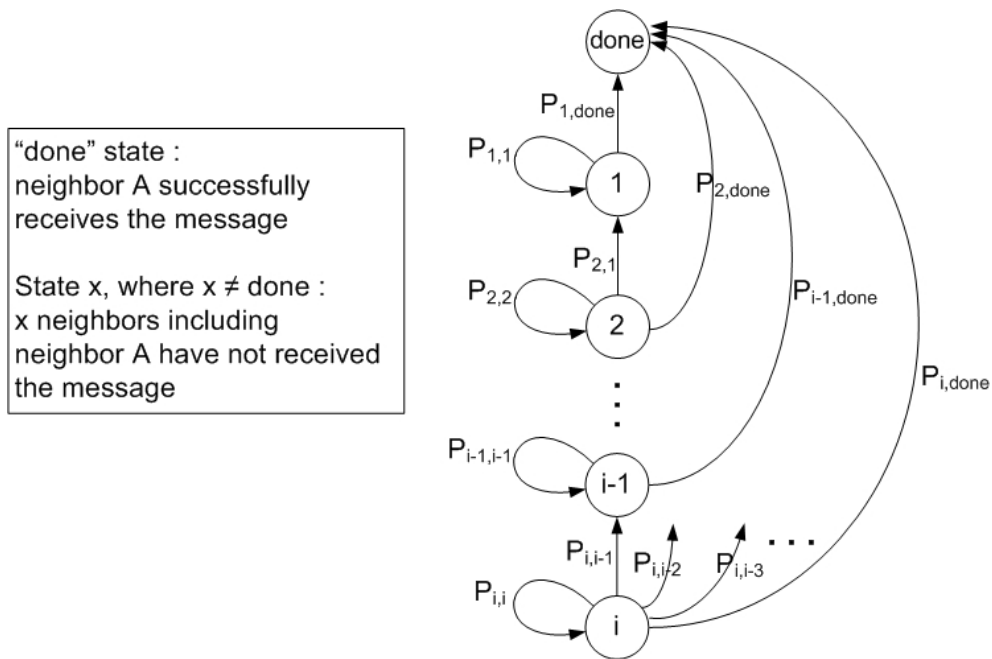 “done” state :
neighbor A successfully
receives the message
State x, where x ≠ done :
x neighbors including
neighbor A have not received
the message
done
P1,done
P1,1
1
P2,done
P2,1
P2,2
2
Pi-1,done
Pi,done
Pi-1,i-1
i-1
Pi,i-1
Pi,i-2
Pi,i-3
Pi,i
i